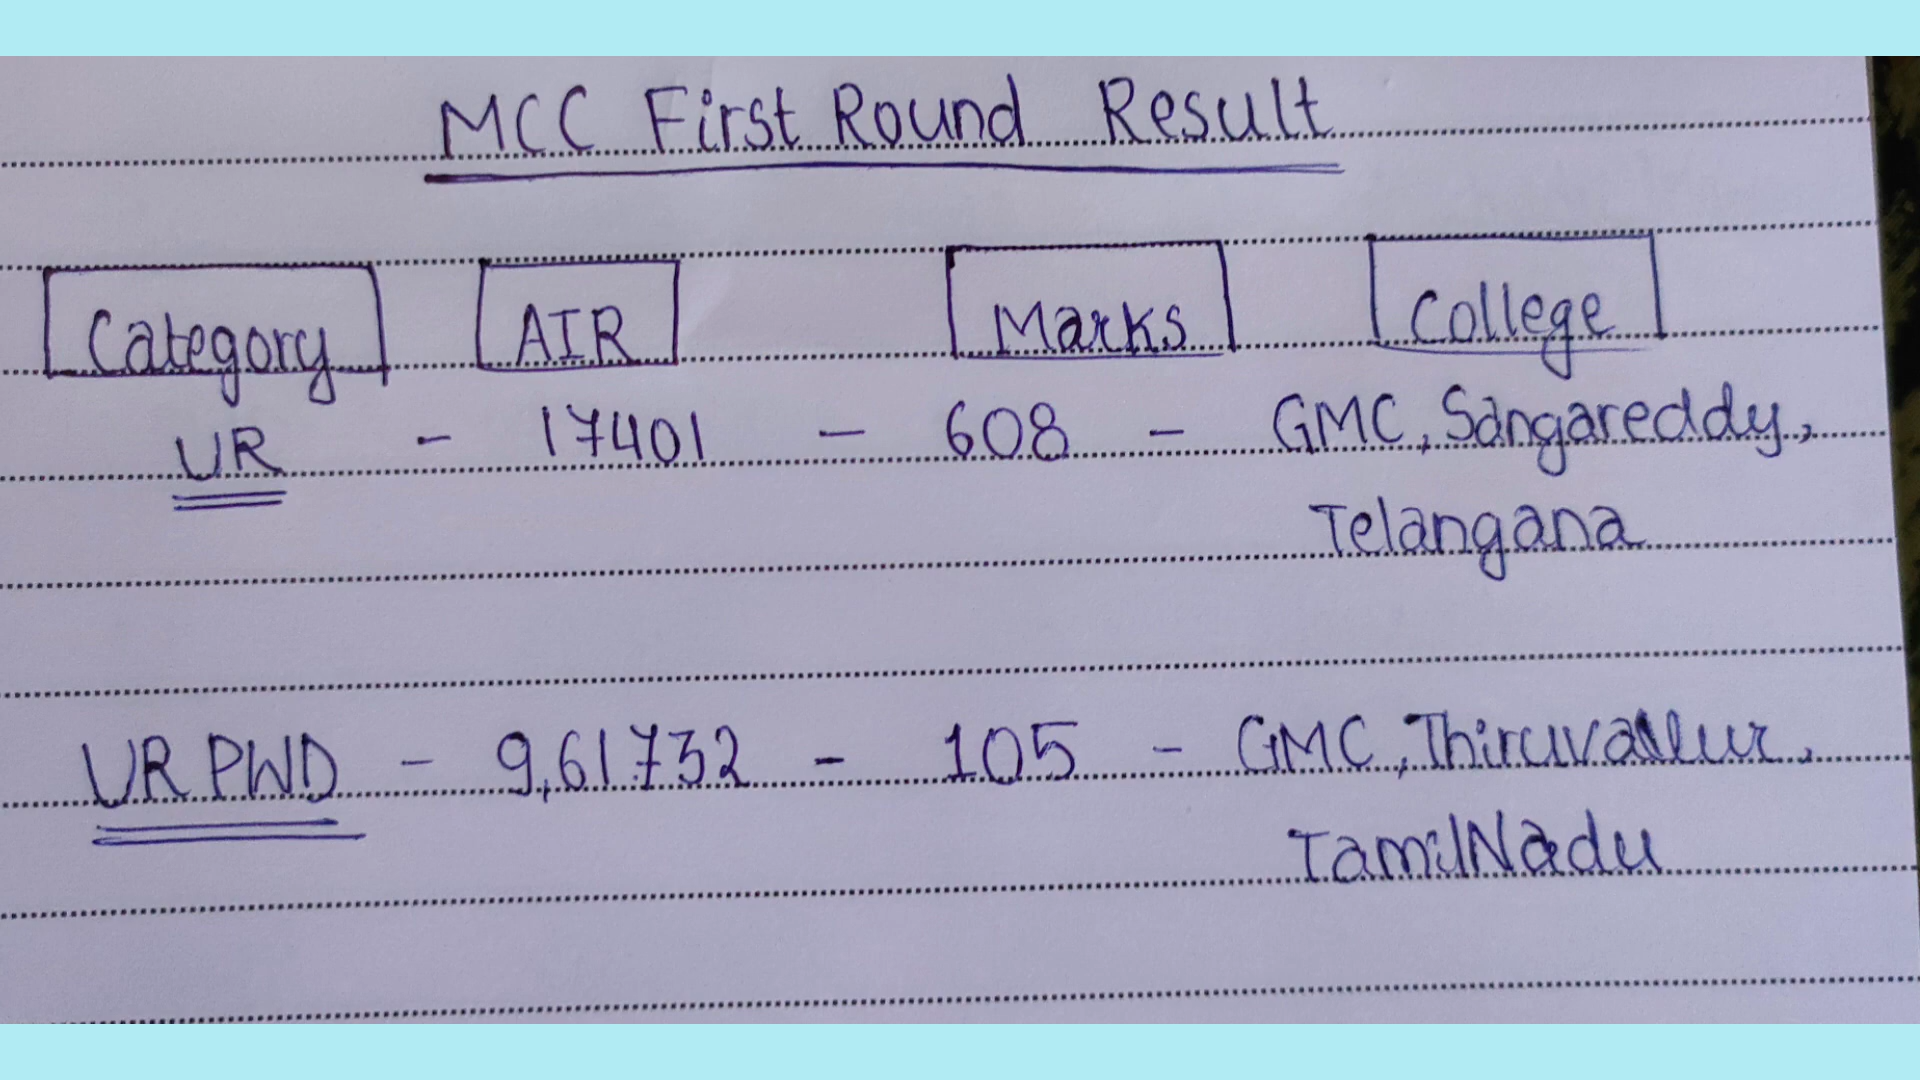 MCC First Round Result
Category AIR Marks College
UR - 17401 - 608 - GMC, Sangareddy,
Telangana
UR PWD - 9,61732 - 105 - GMC, Thiruvallur,
TamilNadu